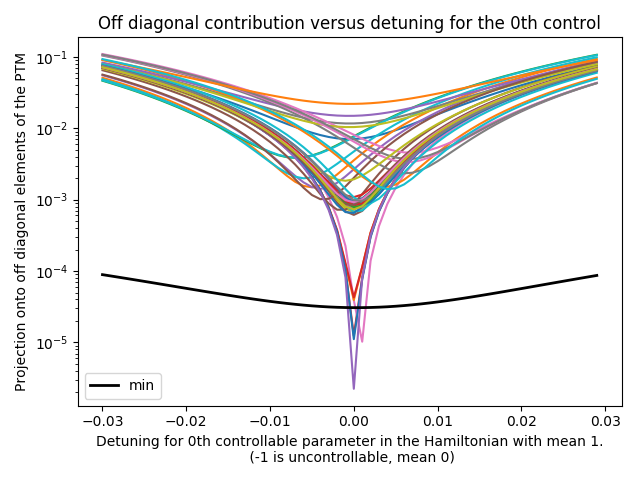 Off diagonal contribution versus detuning for the 0th control
Projection onto off diagonal elements of the PTM
10⁻¹
10⁻²
10⁻³
10⁻⁴
10⁻⁵
min
−0.03 −0.02 −0.01 0.00 0.01 0.02 0.03
Detuning for 0th controllable parameter in the Hamiltonian with mean 1.
(-1 is uncontrollable, mean 0)